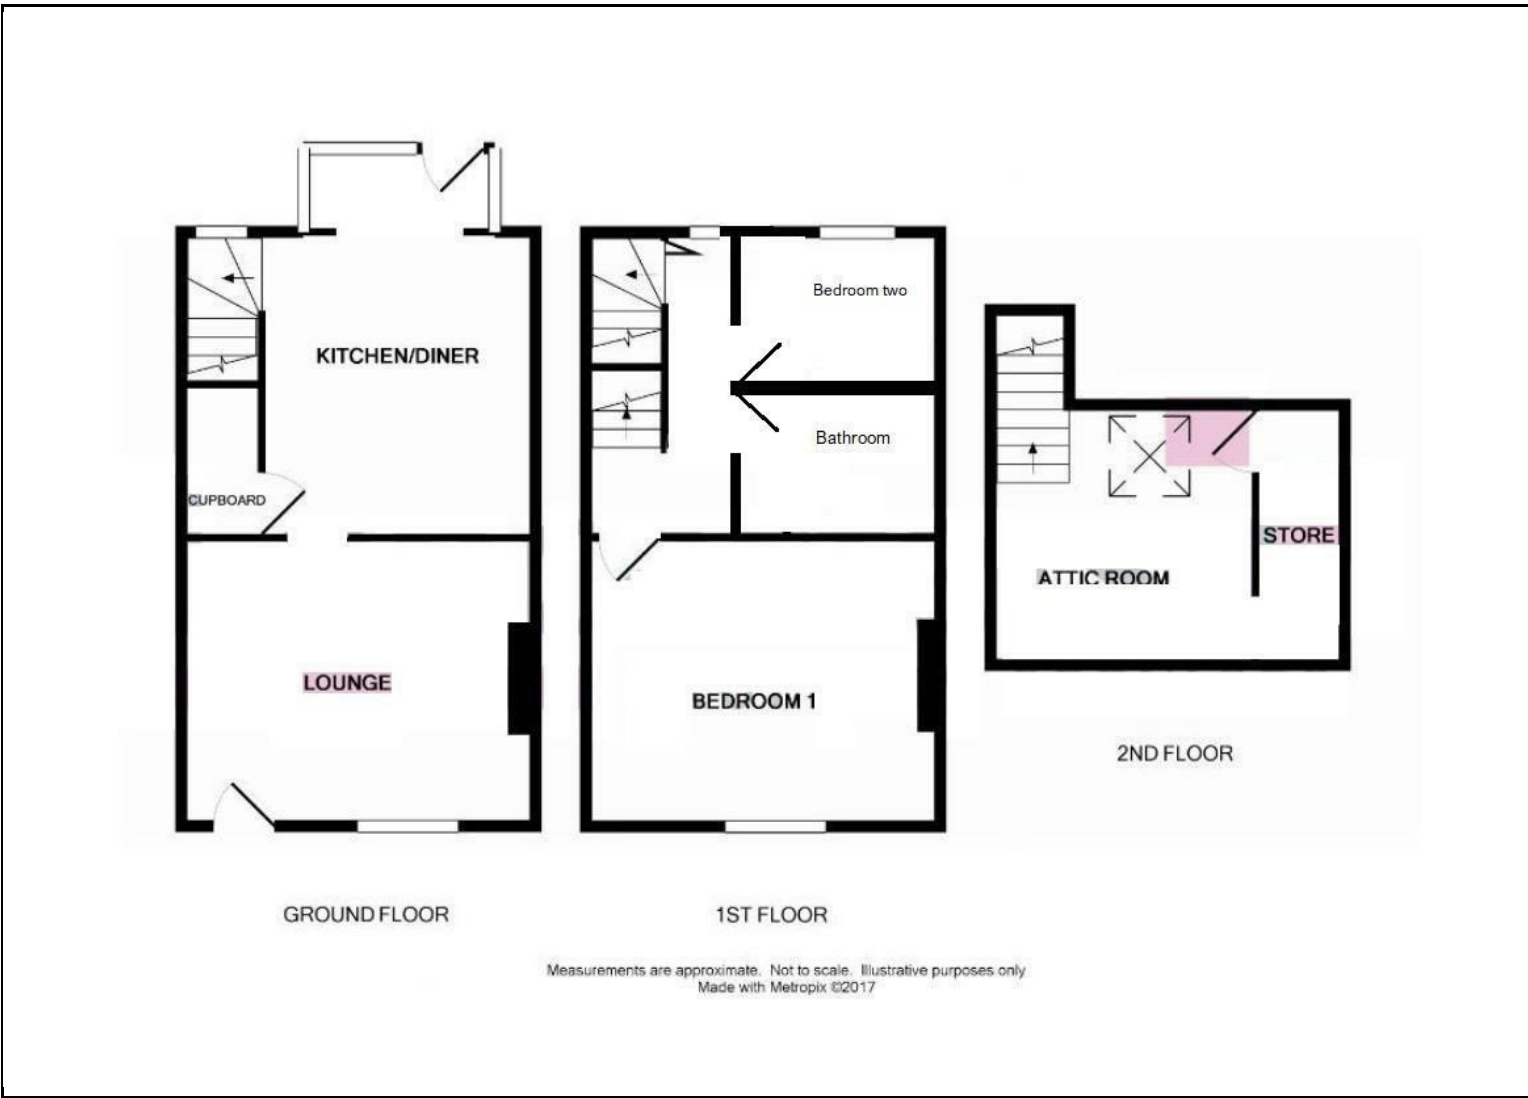 KITCHEN/DINER
CUPBOARD
LOUNGE
GROUND FLOOR
Bedroom two
Bathroom
BEDROOM 1
1ST FLOOR
STORE
ATTIC ROOM
2ND FLOOR
Measurements are approximate. Not to scale. Illustrative purposes only
Made with Metropix ©2017